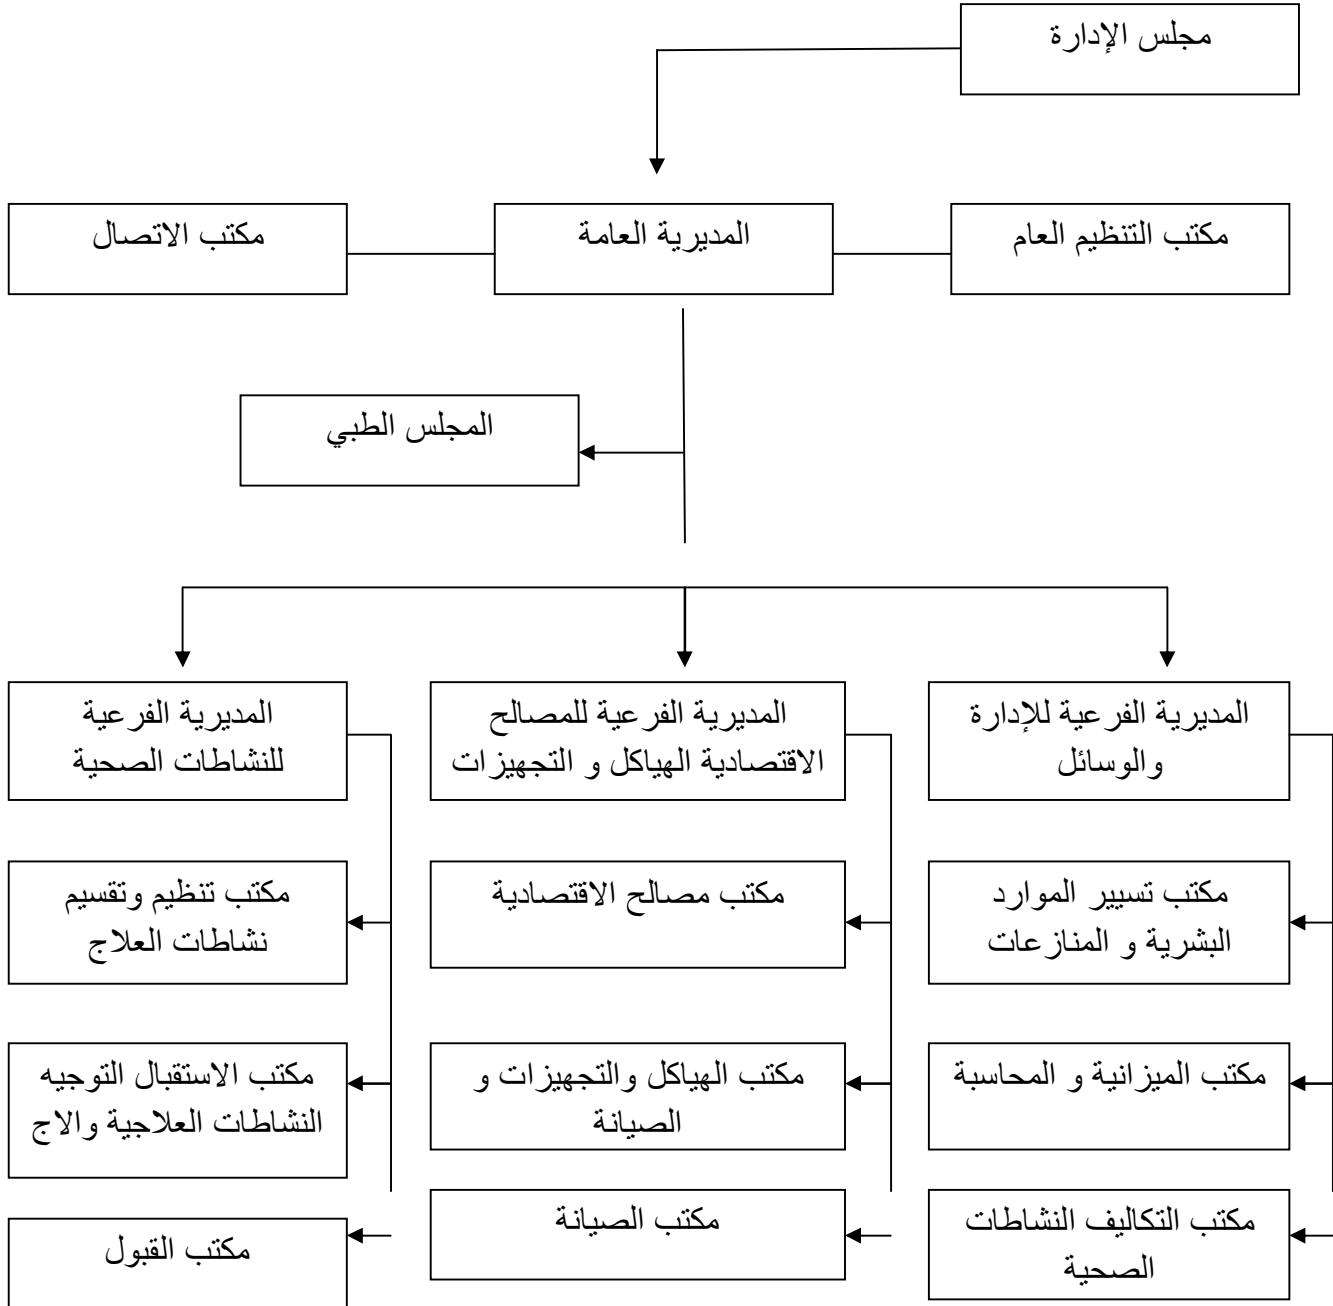 مجلس الإدارة
مكتب التنظيم العام
المديرية العامة
مكتب الاتصال
المجلس الطبي
المديرية الفرعية للإدارة
والوسائل
المديرية الفرعية للمصالح
الاقتصادية الهياكل و التجهيزات
المديرية الفرعية
للنشاطات الصحية
مكتب تسيير الموارد
البشرية و المنازعات
مكتب مصالح الاقتصادية
مكتب تنظيم وتقسيم
نشاطات العلاج
مكتب الميزانية و المحاسبة
مكتب الهياكل والتجهيزات و
الصيانة
مكتب الاستقبال التوجيه
النشاطات العلاجية والاج
مكتب التكاليف النشاطات
الصحية
مكتب الصيانة
مكتب القبول